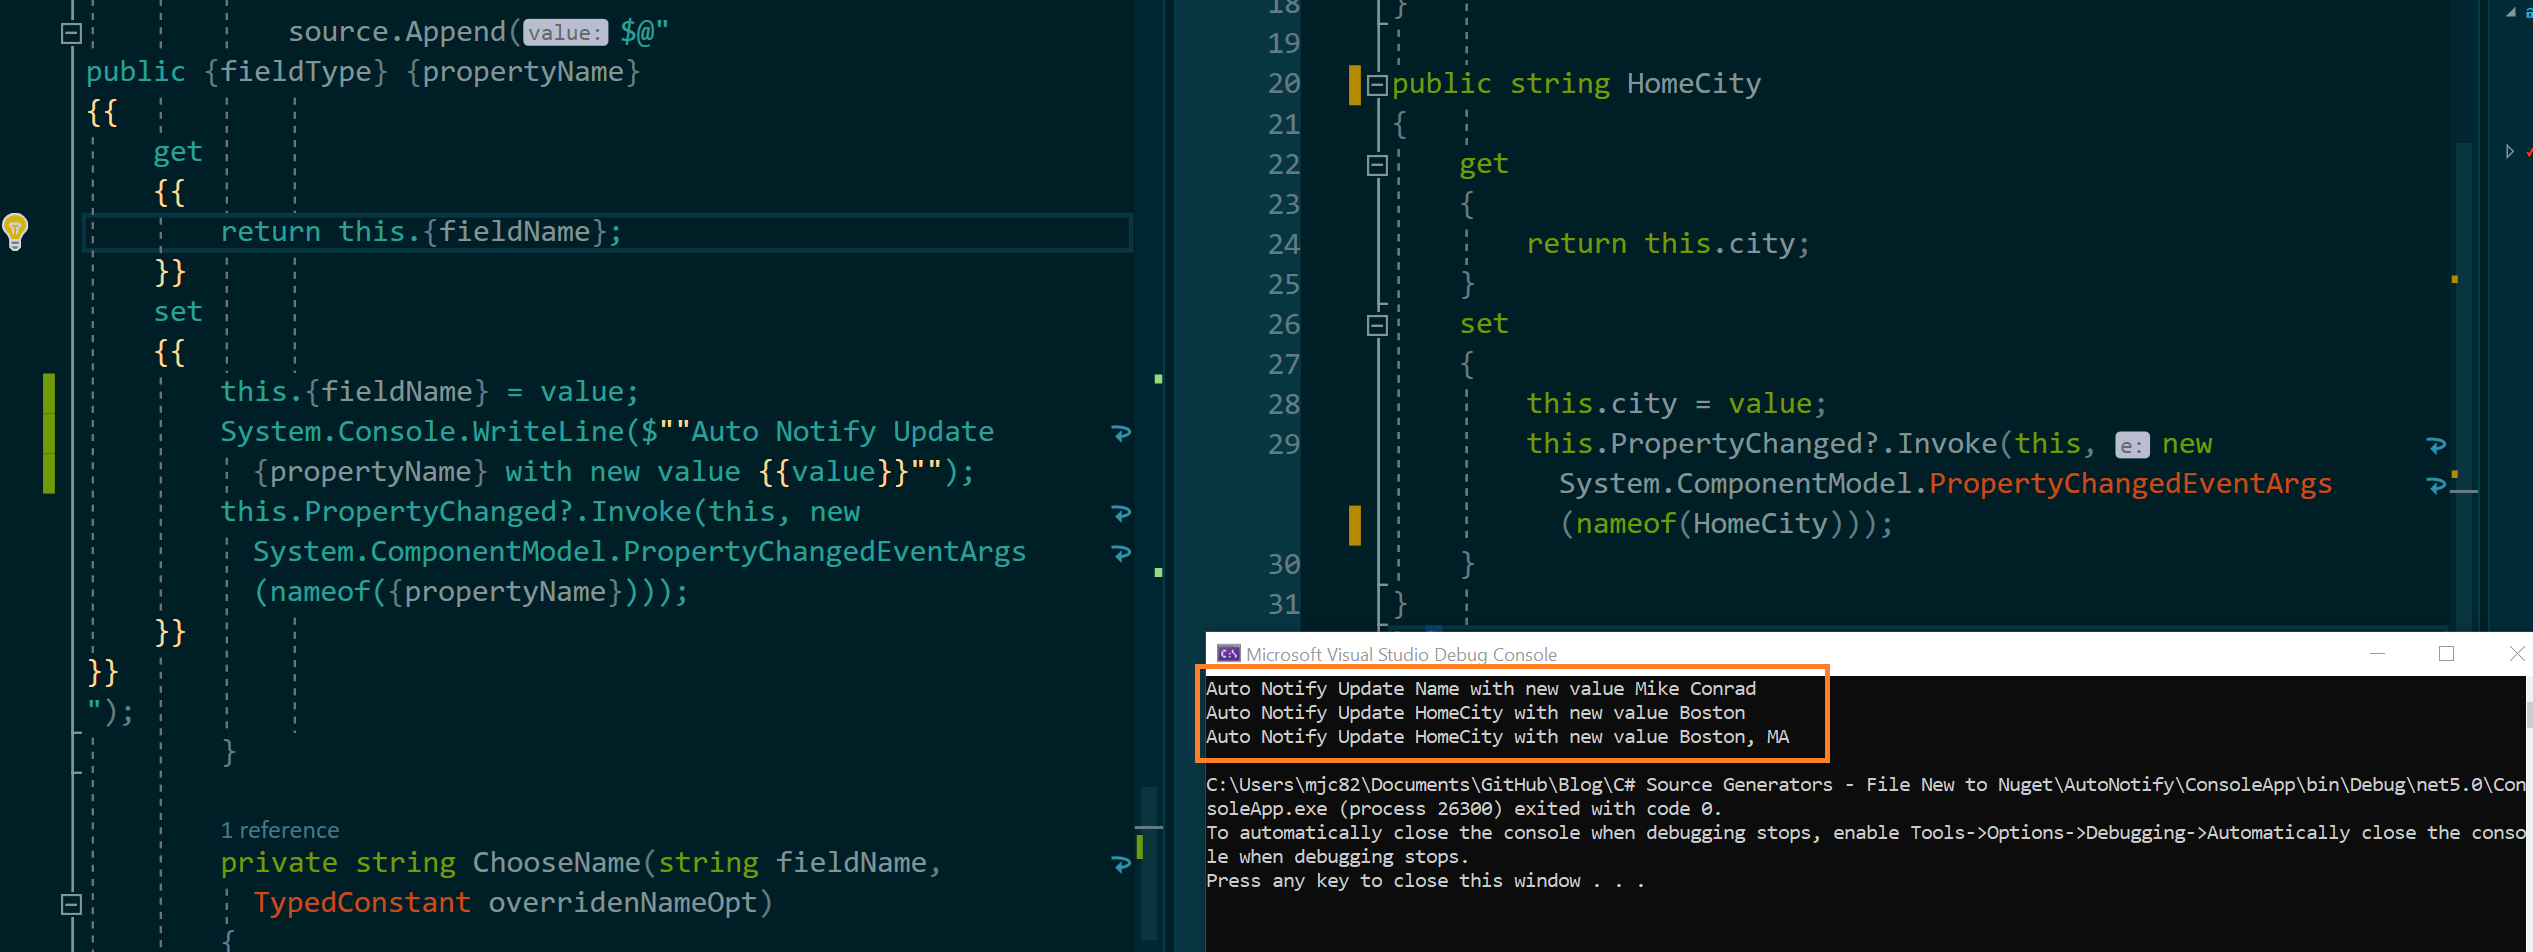 source.Append(value: $@"
public {fieldType} {propertyName}
{{
get
{{
return this.{fieldName};
}}
set
{{
this.{fieldName} = value;
System.Console.WriteLine($""Auto Notify Update
{propertyName} with new value {{value}}"");
this.PropertyChanged?.Invoke(this, new
System.ComponentModel.PropertyChangedEventArgs
(nameof({propertyName})));
}}
}}
");
}
1 reference
private string ChooseName(string fieldName,
TypedConstant overridenNameOpt)
{
18 }
19
20 public string HomeCity
21 {
22 get
23 {
24 return this.city;
25 }
26 set
27 {
28 this.city = value;
29 this.PropertyChanged?.Invoke(this, e: new
System.ComponentModel.PropertyChangedEventArgs
(nameof(HomeCity)));
30 }
31 }
Microsoft Visual Studio Debug Console
Auto Notify Update Name with new value Mike Conrad
Auto Notify Update HomeCity with new value Boston
Auto Notify Update HomeCity with new value Boston, MA
C:\Users\mjc82\Documents\GitHub\Blog\C# Source Generators - File New to Nuget\AutoNotify\ConsoleApp\bin\Debug\net5.0\Con
soleApp.exe (process 26300) exited with code 0.
To automatically close the console when debugging stops, enable Tools->Options->Debugging->Automatically close the conso
le when debugging stops.
Press any key to close this window . . .